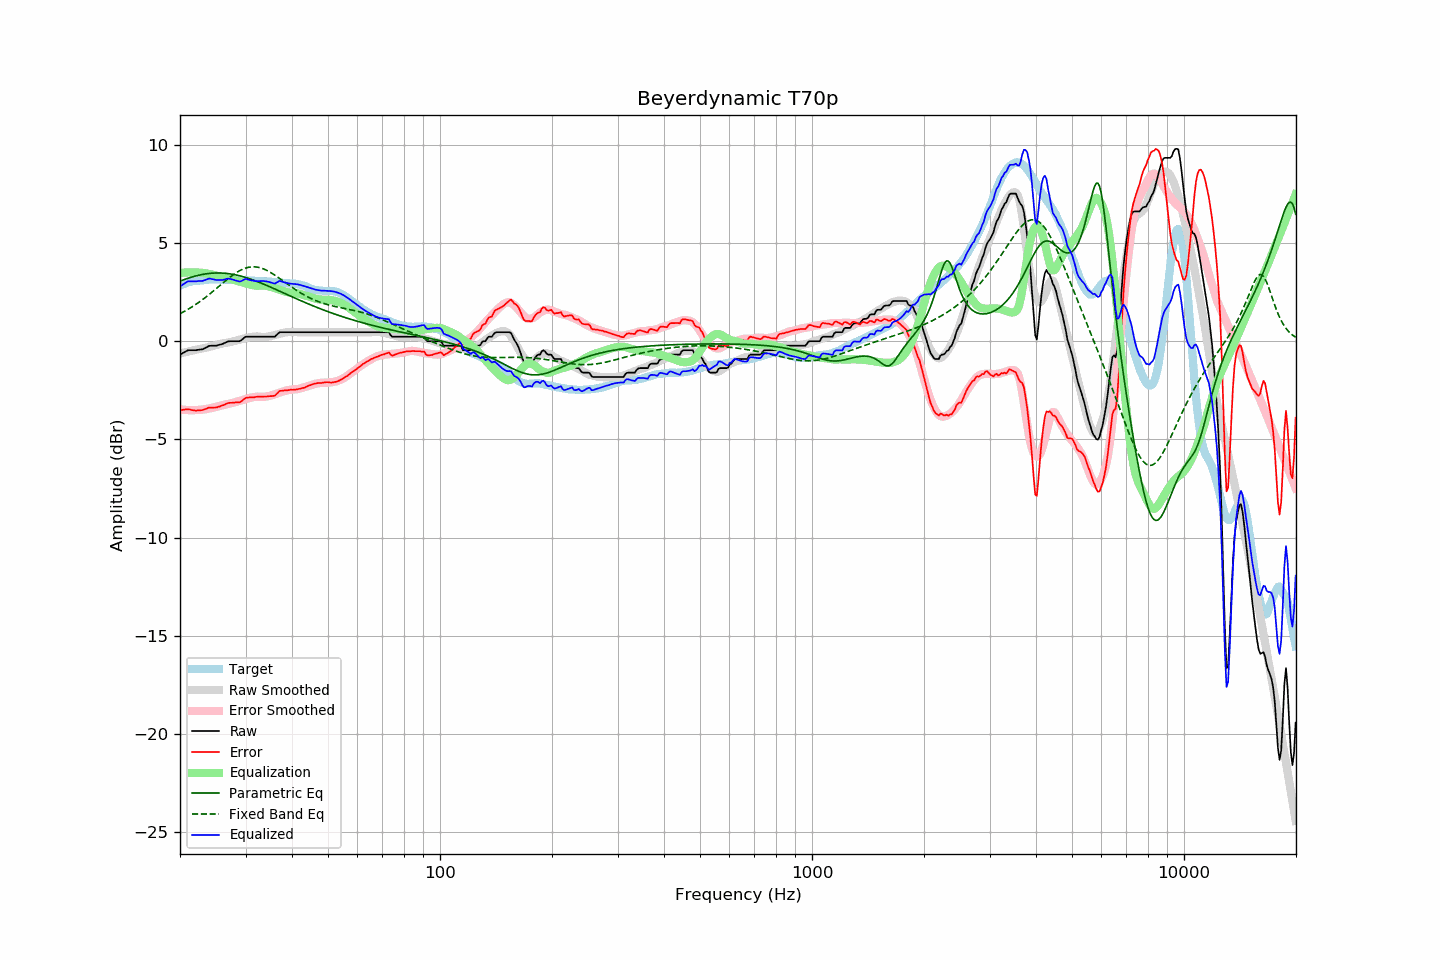 Beyerdynamic T70p
10
5
0
−5
−10
−15
−20
−25
Amplitude (dBr)
Target
Raw Smoothed
Error Smoothed
Raw
Error
Equalization
Parametric Eq
Fixed Band Eq
Equalized
100
1000
10000
Frequency (Hz)